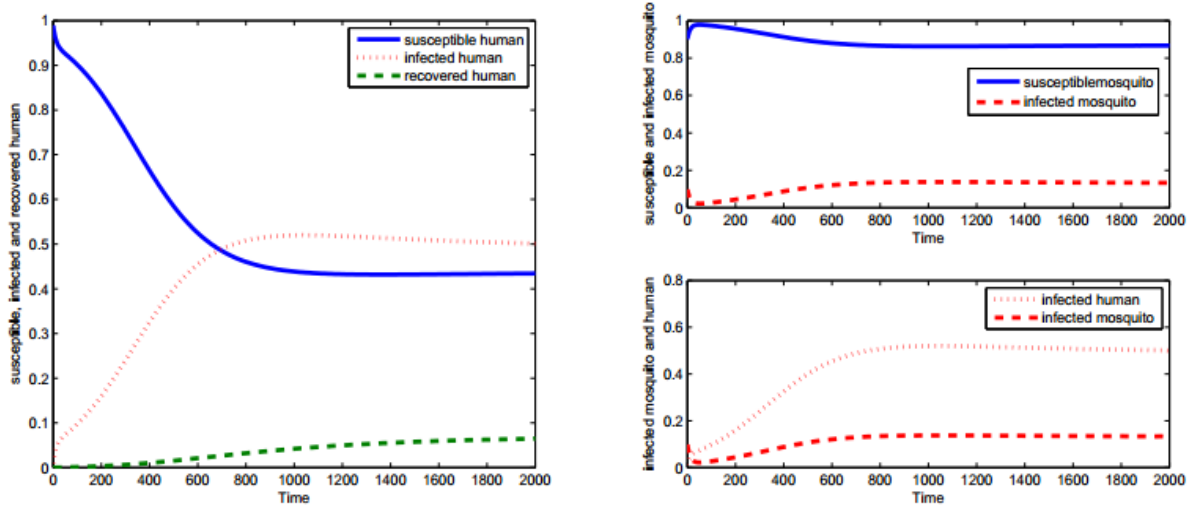 susceptible, infected and recovered human
1
0.9
0.8
0.7
0.6
0.5
0.4
0.3
0.2
0.1
0
susceptible human
infected human
recovered human
0 200 400 600 800 1000 1200 1400 1600 1800 2000
Time
susceptible and infected mosquito
1
0.8
0.6
0.4
0.2
0
susceptiblemosquito
infected mosquito
0 200 400 600 800 1000 1200 1400 1600 1800 2000
Time
infected mosquito and human
0.8
0.6
0.4
0.2
0
infected human
infected mosquito
0 200 400 600 800 1000 1200 1400 1600 1800 2000
Time